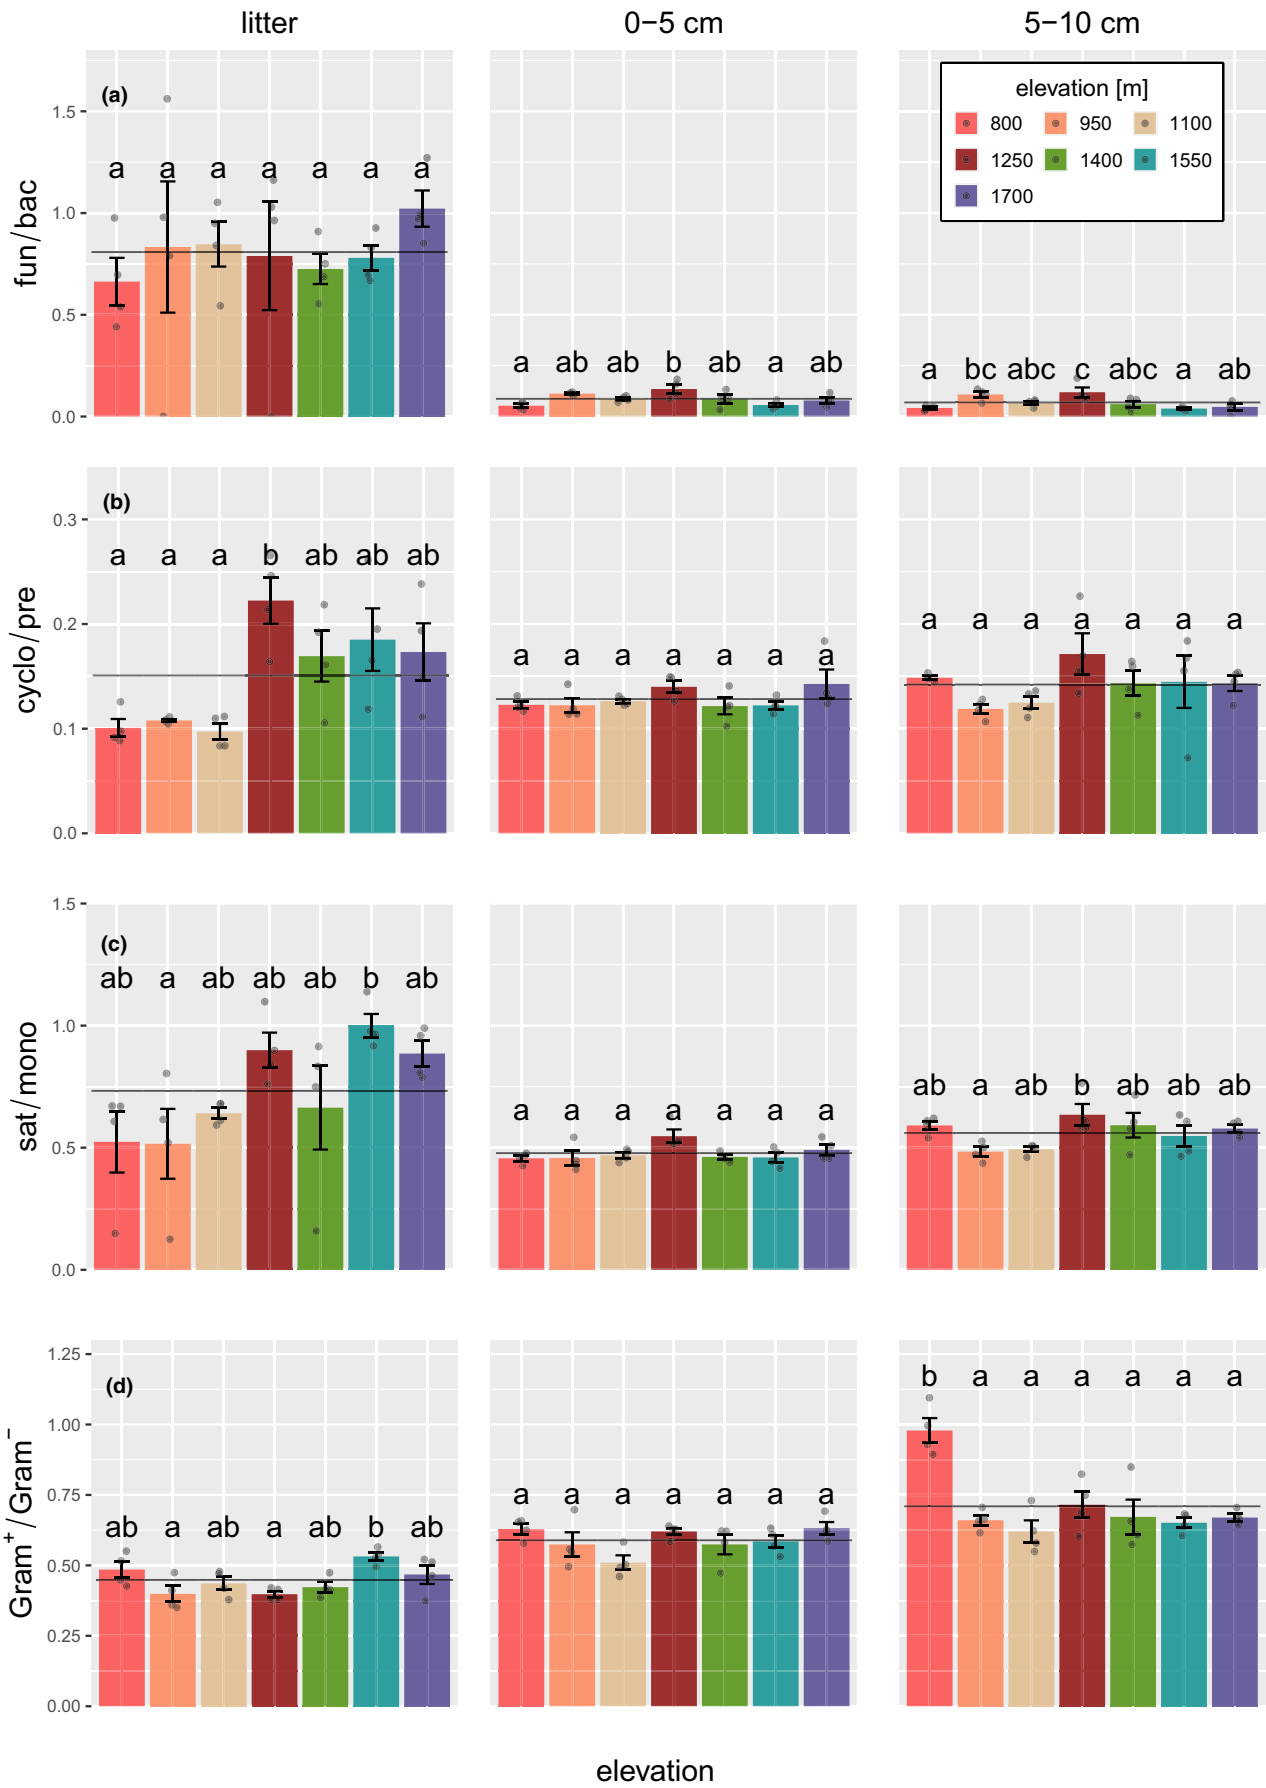 litter 0−5 cm 5−10 cm
(a)
fun/bac
1.5
1.0
0.5
0.0
a a a a a a a
a ab ab b ab a ab
a bc abc c abc a ab
elevation [m]
800 950 1100
1250 1400 1550
1700
(b)
cyclo/pre
0.3
0.2
0.1
0.0
a a a b ab ab ab
a a a a a a a
a a a a a a a
(c)
sat/mono
1.5
1.0
0.5
0.0
ab a ab ab ab b ab
a a a a a a a
ab a ab b ab ab ab
(d)
Gram⁺/Gram⁻
1.25
1.00
0.75
0.50
0.25
0.00
ab a ab a ab b ab
a a a a a a a
b a a a a a a
elevation